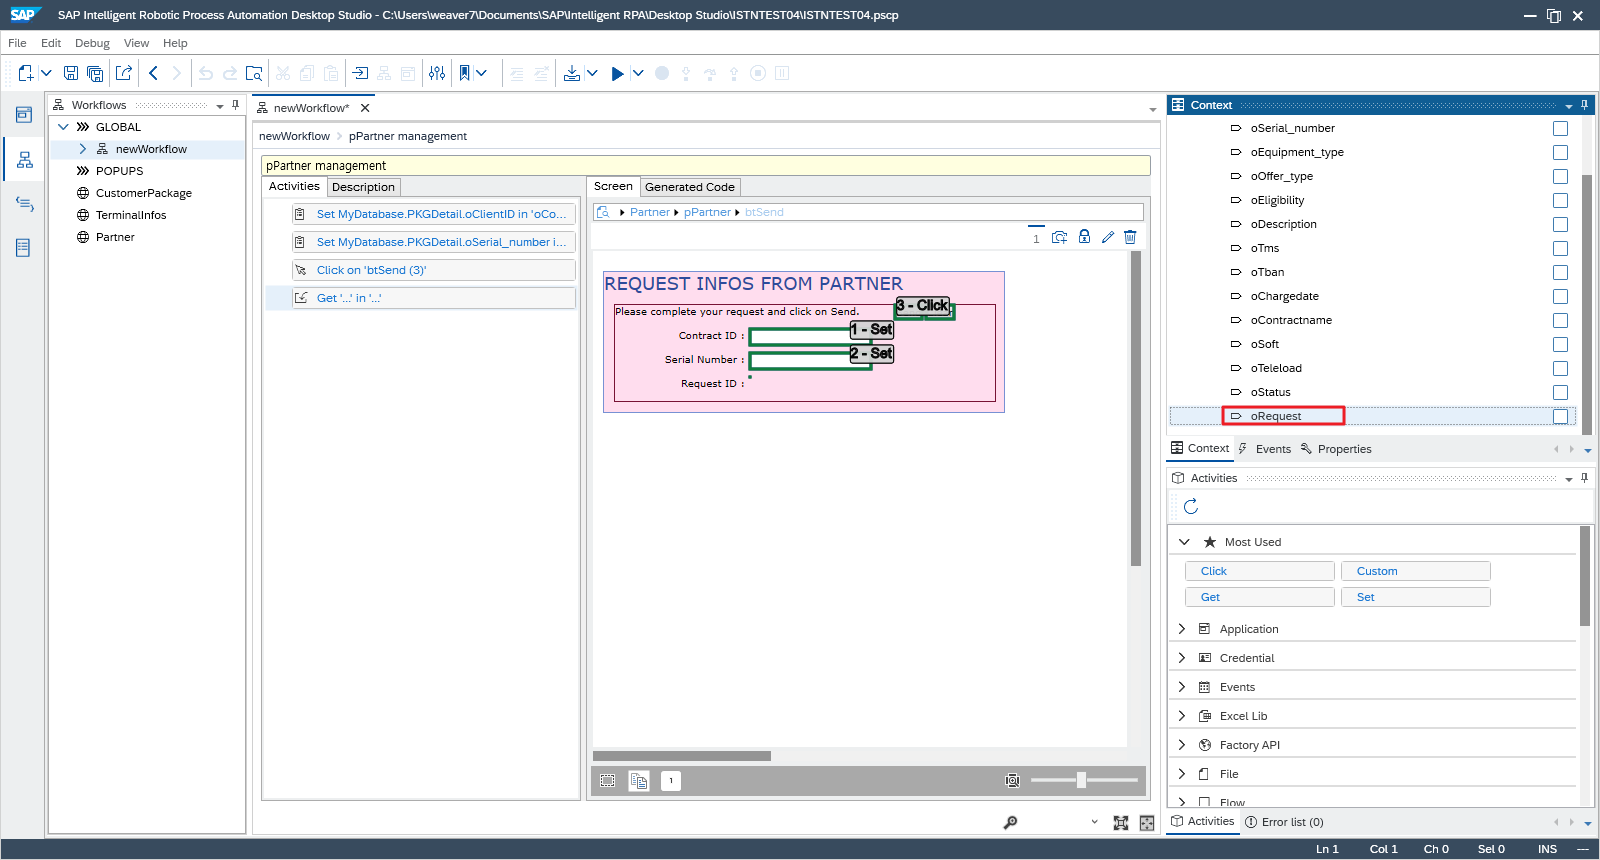 SAP SAP Intelligent Robotic Process Automation Desktop Studio - C:\Users\weaver7\Documents\SAP\Intelligent RPA\Desktop Studio\ISTNTEST04\ISTNTEST04.pscp
File Edit Debug View Help
Workflows
GLOBAL
newWorkflow
POPUPS
CustomerPackage
TerminalInfos
Partner
newWorkflow*
newWorkflow > pPartner management
pPartner management
Activities Description
Set MyDatabase.PKGDetail.oClientID in 'oCo...
Set MyDatabase.PKGDetail.oSerial_number i...
Click on 'btSend (3)'
Get '...' in '...'
Screen Generated Code
Partner pPartner btSend
1
REQUEST INFOS FROM PARTNER
Please complete your request and click on Send.
3 - Click
Contract ID :
1 - Set
Serial Number :
2 - Set
Request ID :
1
Context
oSerial_number
oEquipment_type
oOffer_type
oEligibility
oDescription
oTms
oTban
oChargedate
oContractname
oSoft
oTeleload
oStatus
oRequest
Context Events Properties
Activities
Most Used
Click Custom
Get Set
Application
Credential
Events
Excel Lib
Factory API
File
Flow
Activities Error list (0)
Ln 1 Col 1 Ch 0 Sel 0 INS ---